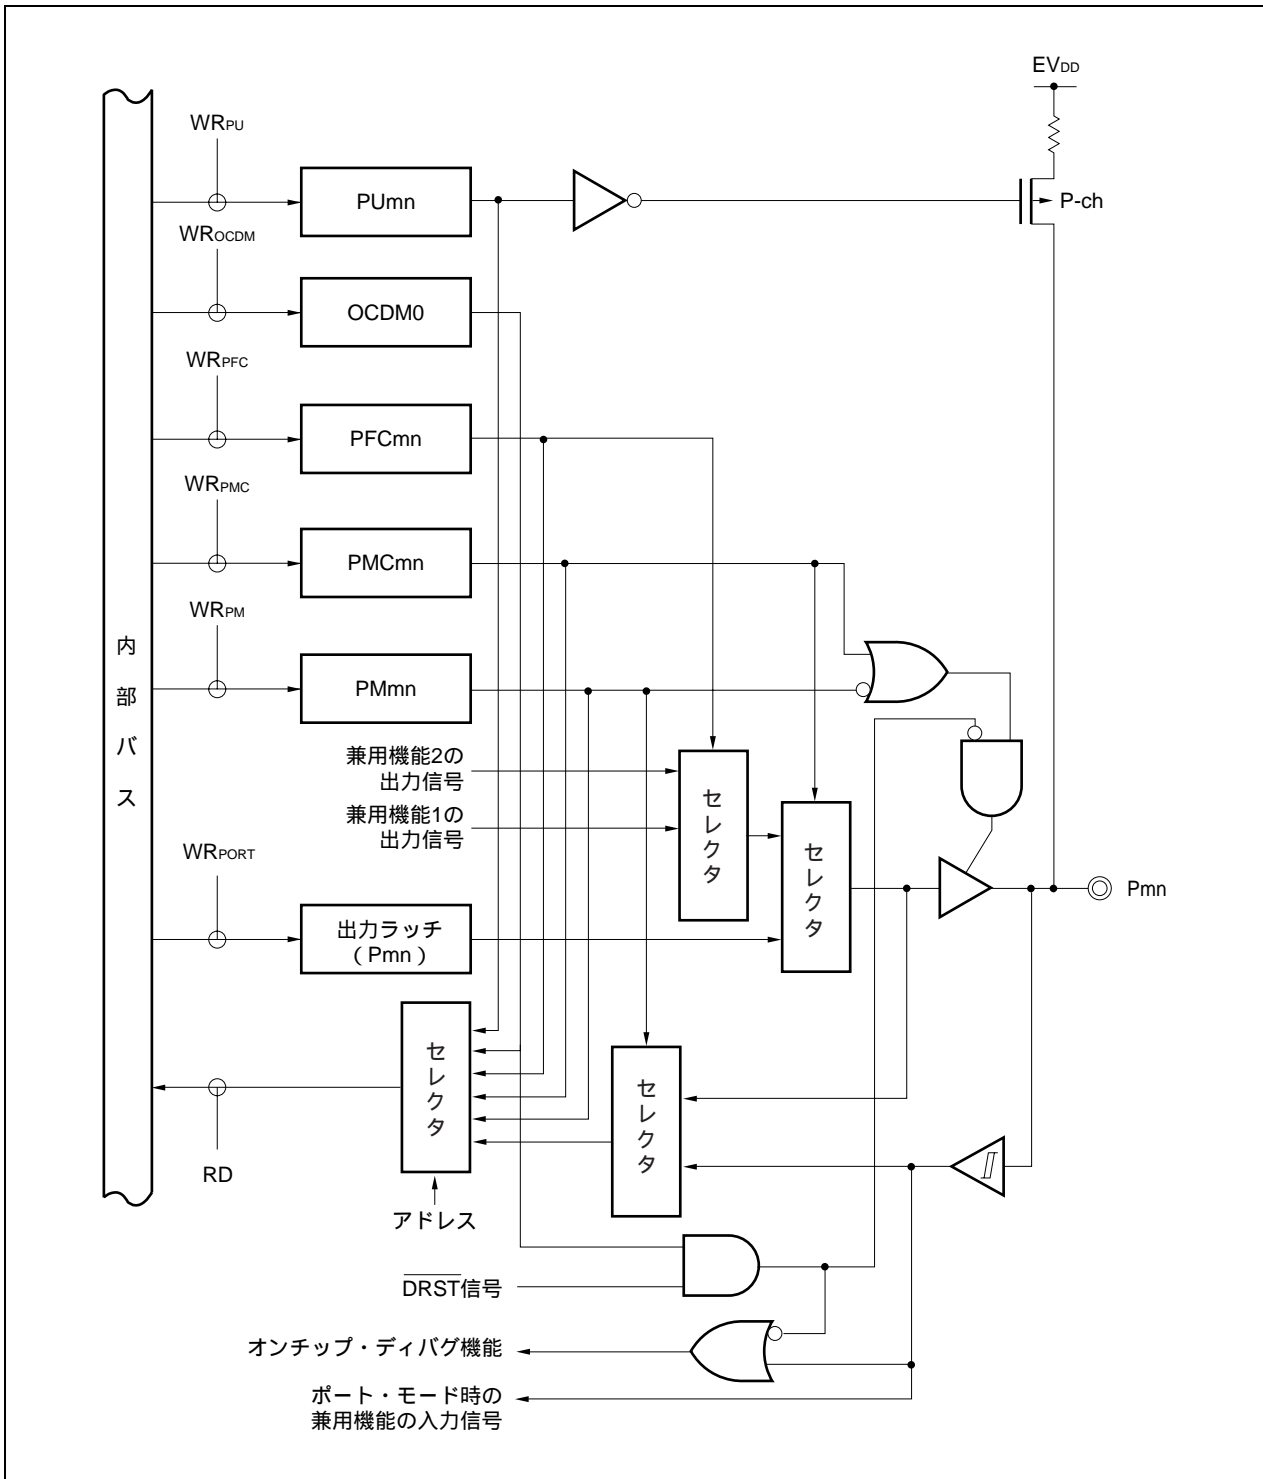 EVDD
WRPU
PUmn
P-ch
WROCDM
OCDM0
WRPFC
PFCmn
WRPMC
PMCmn
WRPM
PMmn
内部バス
兼用機能2の
出力信号
兼用機能1の
出力信号
セレクタ
セレクタ
WRPORT
出力ラッチ
(Pmn)
Pmn
セレクタ
セレクタ
RD
アドレス
DRST信号
オンチップ・ディバグ機能
ポート・モード時の
兼用機能の入力信号